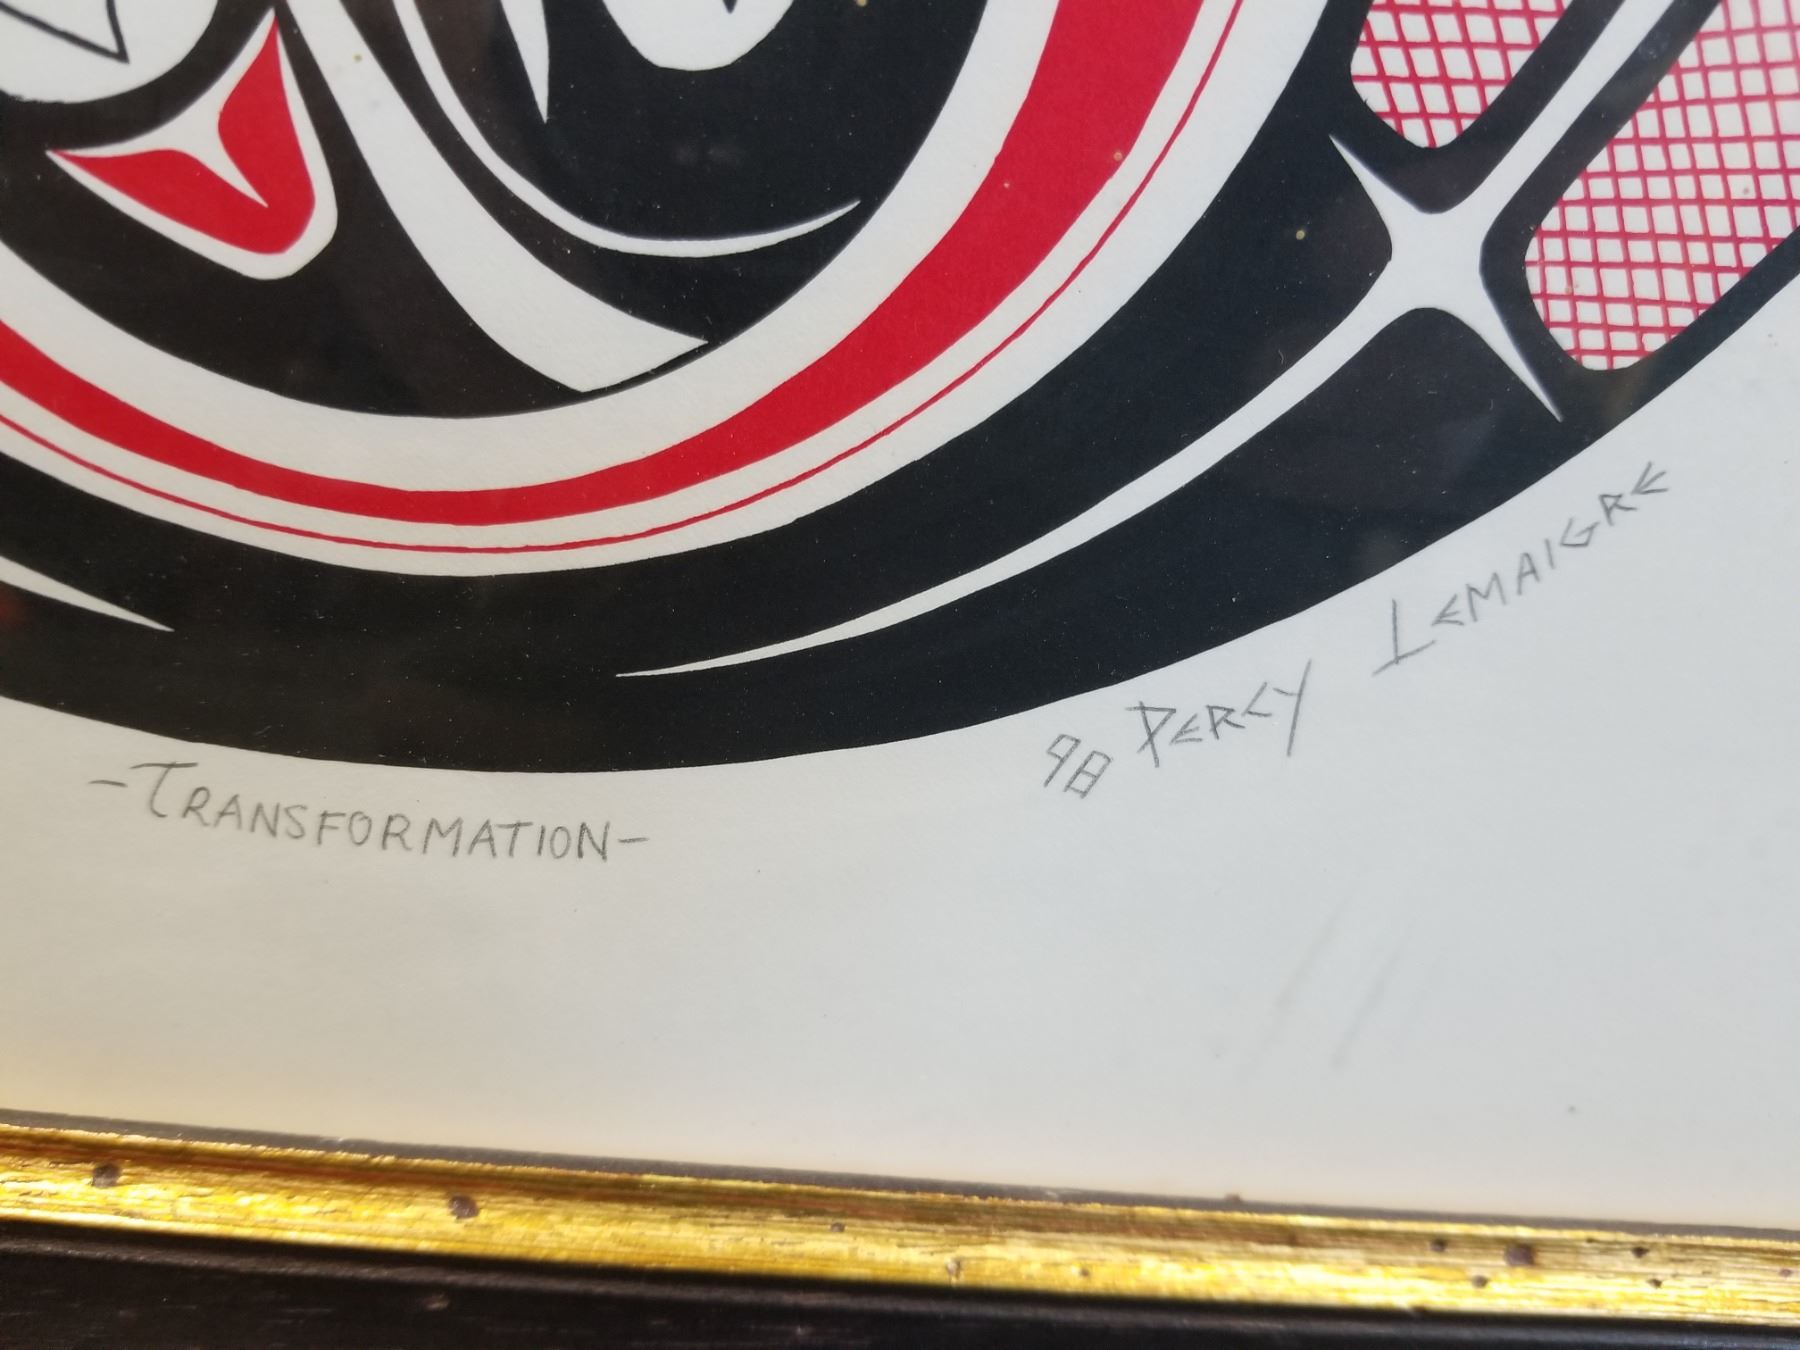 -TRANSFORMATION-
98 PERCY LEMAIGRE